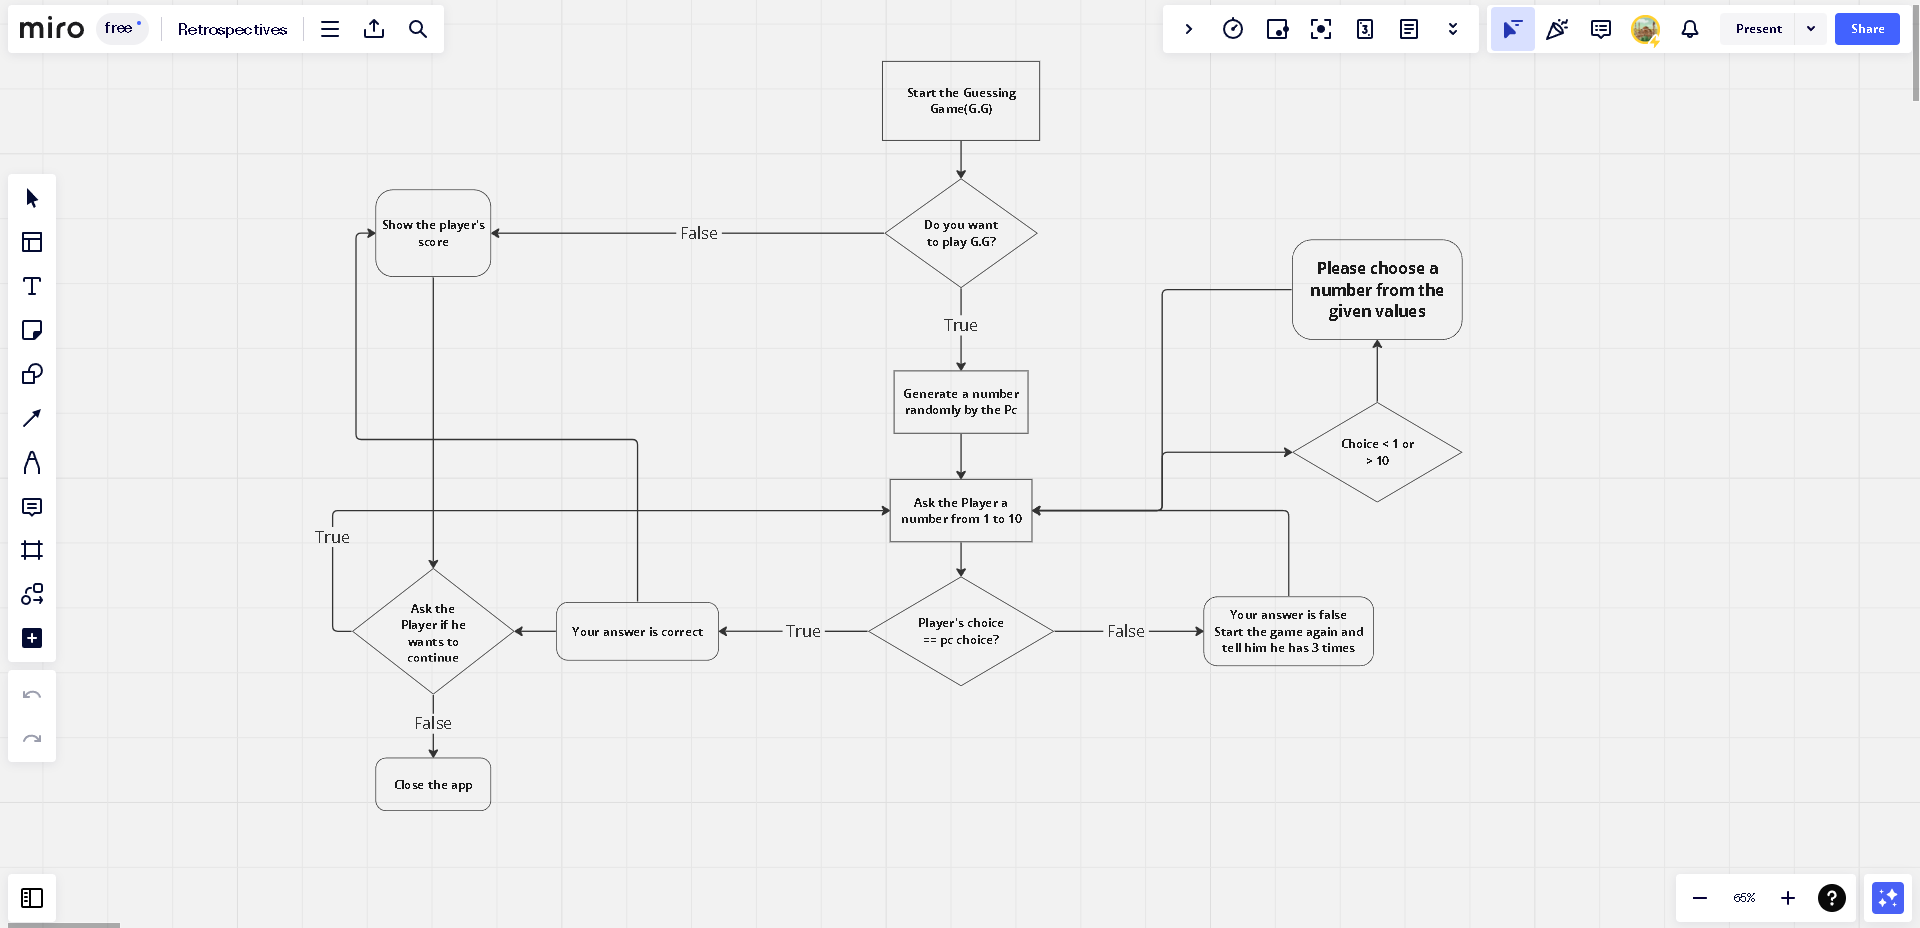 miro free Retrospectives
3 Present Share
Start the Guessing
Game(G.G)
Do you want
to play G.G?
False
Show the player's
score
True
Please choose a
number from the
given values
Generate a number
randomly by the Pc
Choice < 1 or
> 10
Ask the Player a
number from 1 to 10
True
Ask the
Player if he
wants to
continue
Your answer is correct
True
Player's choice
== pc choice?
False
Your answer is false
Start the game again and
tell him he has 3 times
False
Close the app
65% ?